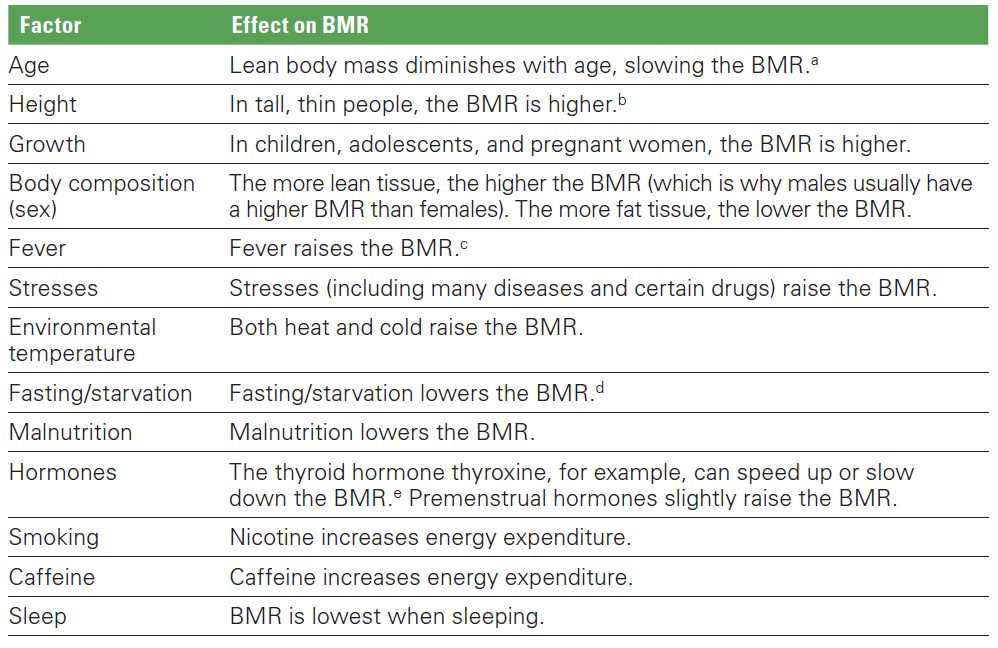 Factor Effect on BMR
Age Lean body mass diminishes with age, slowing the BMR.a
Height In tall, thin people, the BMR is higher.b
Growth In children, adolescents, and pregnant women, the BMR is higher.
Body composition The more lean tissue, the higher the BMR (which is why males usually have
(sex) a higher BMR than females). The more fat tissue, the lower the BMR.
Fever Fever raises the BMR.c
Stresses Stresses (including many diseases and certain drugs) raise the BMR.
Environmental Both heat and cold raise the BMR.
temperature
Fasting/starvation Fasting/starvation lowers the BMR.d
Malnutrition Malnutrition lowers the BMR.
Hormones The thyroid hormone thyroxine, for example, can speed up or slow
down the BMR.e Premenstrual hormones slightly raise the BMR.
Smoking Nicotine increases energy expenditure.
Caffeine Caffeine increases energy expenditure.
Sleep BMR is lowest when sleeping.